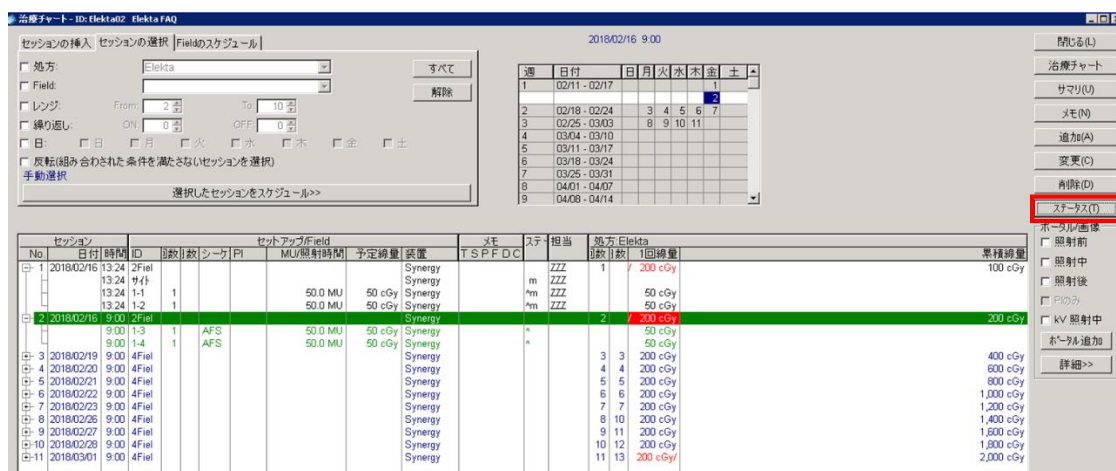 治療チャート - ID: Elekta02 Elekta FAQ
セッションの挿入 セッションの選択 Fieldのスケジュール
2018/02/16 9:00
処方: Elekta すべて
Field: 解除
レンジ: From: 2 To: 10
繰り返し: ON: 0 OFF: 0
日: 日 月 火 水 木 金 土
反転(組み合わされた条件を満たさないセッションを選択)
手動選択
選択したセッションをスケジュール>>
週 日付 日 月 火 水 木 金 土
1 02/11 - 02/17 1
2
2 02/18 - 02/24 3 4 5 6 7
3 02/25 - 03/03 8 9 10 11
4 03/04 - 03/10
5 03/11 - 03/17
6 03/18 - 03/24
7 03/25 - 03/31
8 04/01 - 04/07
9 04/08 - 04/14
閉じる(L)
治療チャート
サマリ(U)
メモ(N)
追加(A)
変更(C)
削除(D)
ステータス(T)
ポータル/画像
照射前
照射中
照射後
PIのみ
kV 照射中
ポータル追加
詳細>>
セッション セットアップ/Field メモ ステー 担当 処方:Elekta
No. 日付 時間 ID 回数 数 シーケ PI MU/照射時間 予定線量 装置 T S P F D C 回数 数 1回線量 累積線量
1 2018/02/16 13:24 2Fiel Synergy ZZZ 1 / 200 cGy 100 cGy
13:24 サイト Synergy m ZZZ
13:24 1-1 1 50.0 MU 50 cGy Synergy ^m ZZZ 50 cGy
13:24 1-2 1 50.0 MU 50 cGy Synergy ^m ZZZ 50 cGy
2 2018/02/16 9:00 2Fiel Synergy 2 / 200 cGy 200 cGy
9:00 1-3 1 AFS 50.0 MU 50 cGy Synergy ^ 50 cGy
9:00 1-4 1 AFS 50.0 MU 50 cGy Synergy ^ 50 cGy
3 2018/02/19 9:00 4Fiel Synergy 3 3 200 cGy 400 cGy
4 2018/02/20 9:00 4Fiel Synergy 4 4 200 cGy 600 cGy
5 2018/02/21 9:00 4Fiel Synergy 5 5 200 cGy 800 cGy
6 2018/02/22 9:00 4Fiel Synergy 6 6 200 cGy 1,000 cGy
7 2018/02/23 9:00 4Fiel Synergy 7 7 200 cGy 1,200 cGy
8 2018/02/26 9:00 4Fiel Synergy 8 10 200 cGy 1,400 cGy
9 2018/02/27 9:00 4Fiel Synergy 9 11 200 cGy 1,600 cGy
10 2018/02/28 9:00 4Fiel Synergy 10 12 200 cGy 1,800 cGy
11 2018/03/01 9:00 4Fiel Synergy 11 13 200 cGy/ 2,000 cGy